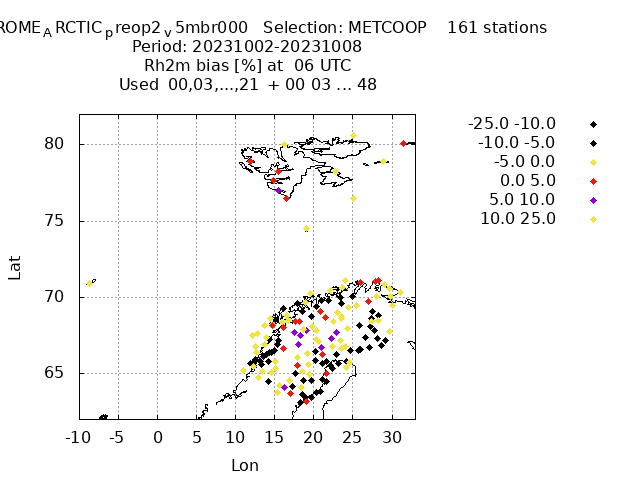 ROME A RCTIC p reop2 v 5mbr000 Selection: METCOOP 161 stations
Period: 20231002-20231008
Rh2m bias [%] at 06 UTC
Used 00,03,...,21 + 00 03 ... 48
-25.0 -10.0
-10.0 -5.0
-5.0 0.0
0.0 5.0
5.0 10.0
10.0 25.0
80
75
70
65
Lat
-10 -5 0 5 10 15 20 25 30
Lon